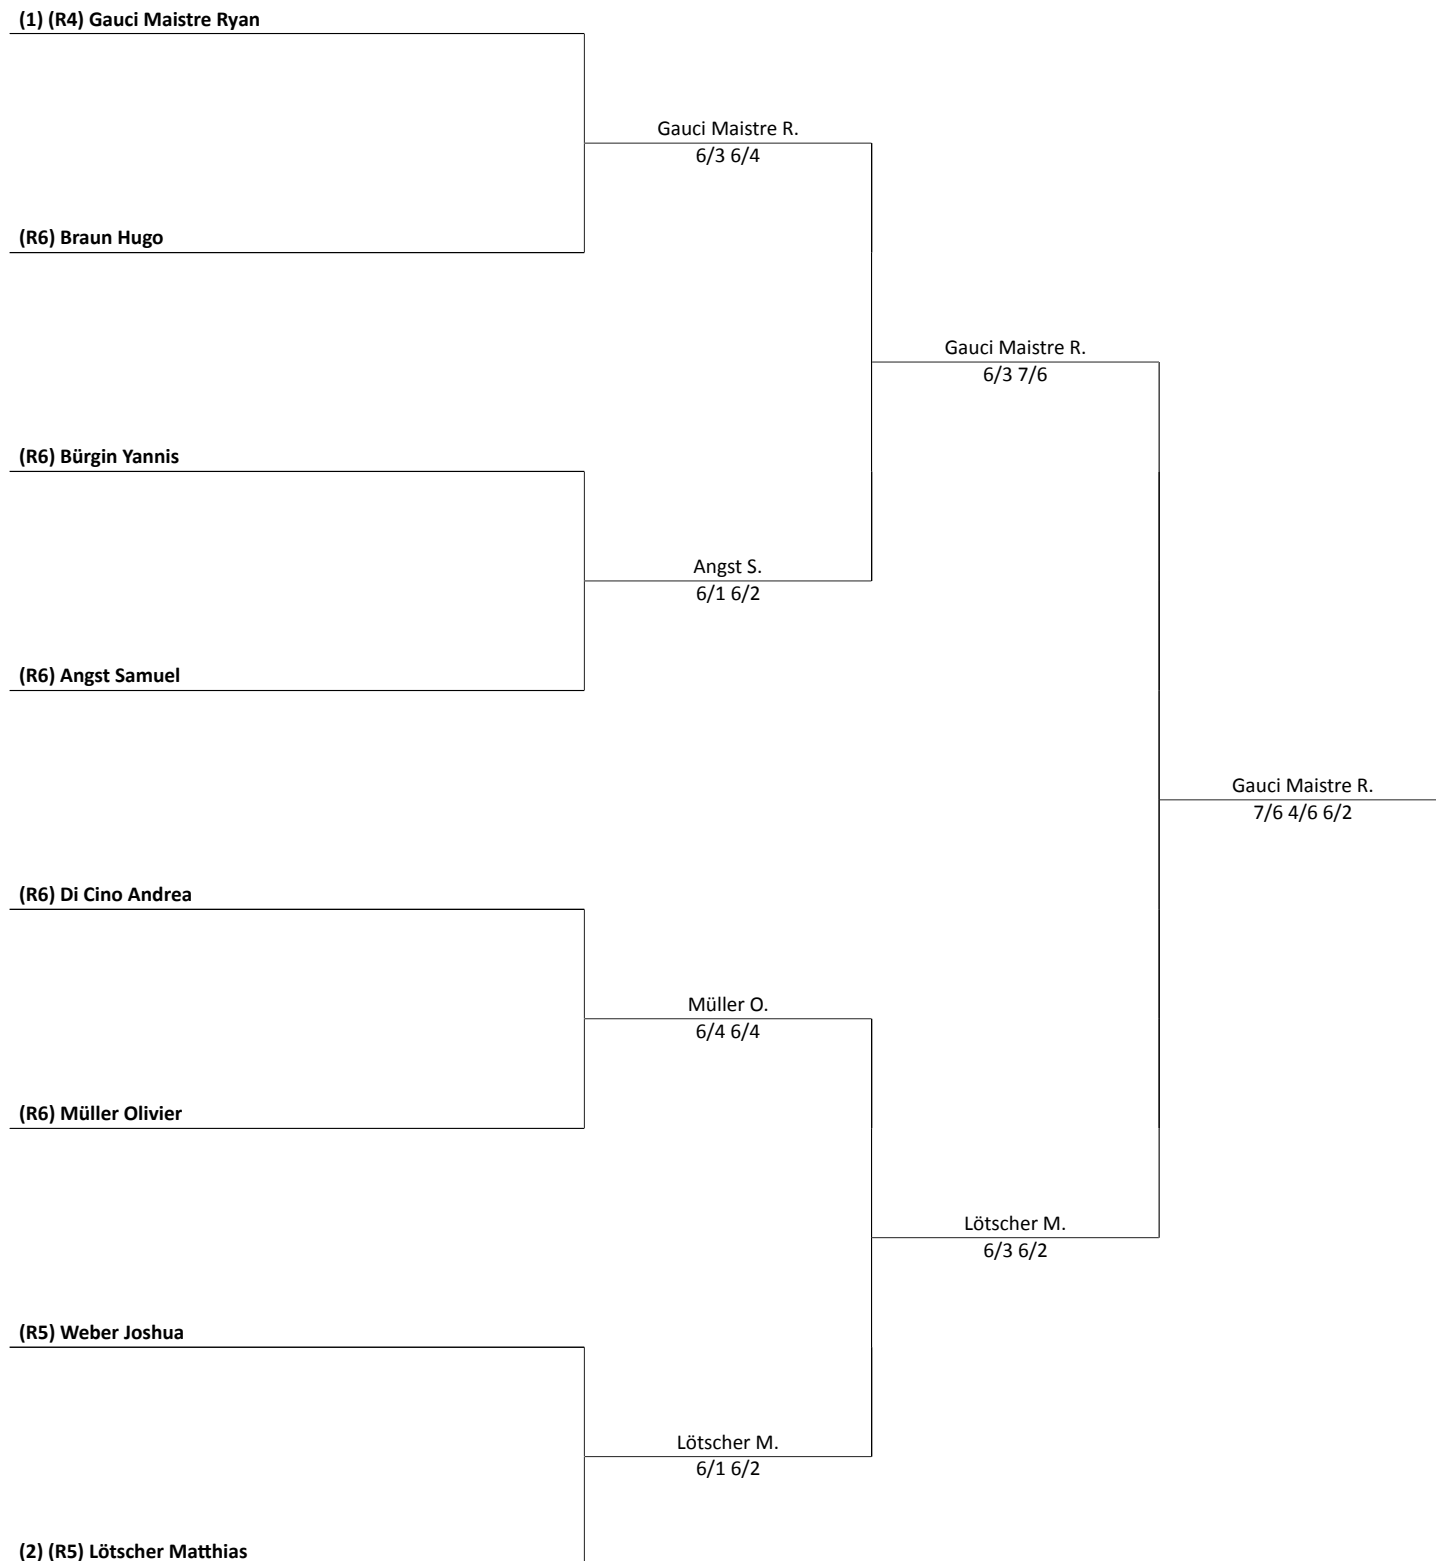 (1) (R4) Gauci Maistre Ryan
Gauci Maistre R.
6/3 6/4
(R6) Braun Hugo
Gauci Maistre R.
6/3 7/6
(R6) Bürgin Yannis
Angst S.
6/1 6/2
(R6) Angst Samuel
Gauci Maistre R.
7/6 4/6 6/2
(R6) Di Cino Andrea
Müller O.
6/4 6/4
(R6) Müller Olivier
Lötscher M.
6/3 6/2
(R5) Weber Joshua
Lötscher M.
6/1 6/2
(2) (R5) Lötscher Matthias